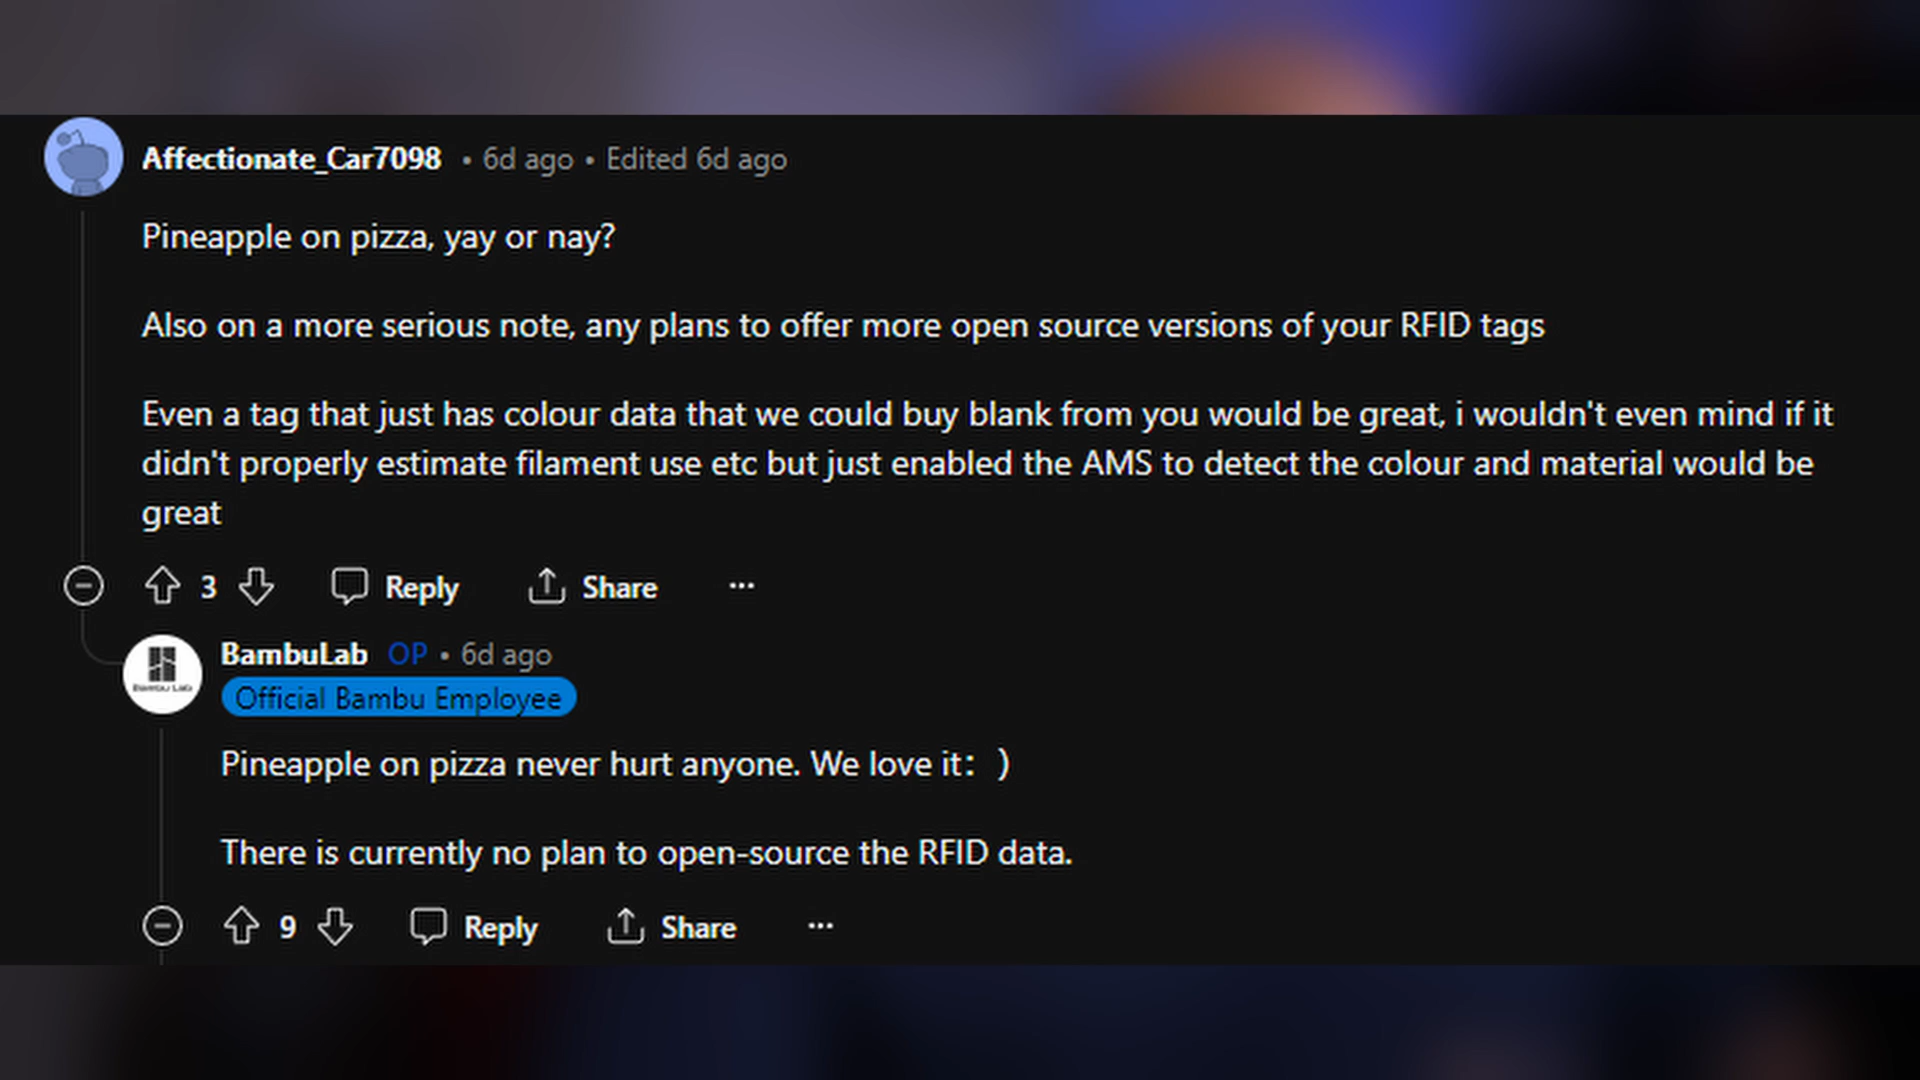 Affectionate_Car7098 • 6d ago • Edited 6d ago
Pineapple on pizza, yay or nay?
Also on a more serious note, any plans to offer more open source versions of your RFID tags
Even a tag that just has colour data that we could buy blank from you would be great, i wouldn't even mind if it
didn't properly estimate filament use etc but just enabled the AMS to detect the colour and material would be
great
3 Reply Share ...
BambuLab OP • 6d ago
Bambu Lab
Official Bambu Employee
Pineapple on pizza never hurt anyone. We love it: )
There is currently no plan to open-source the RFID data.
9 Reply Share ...